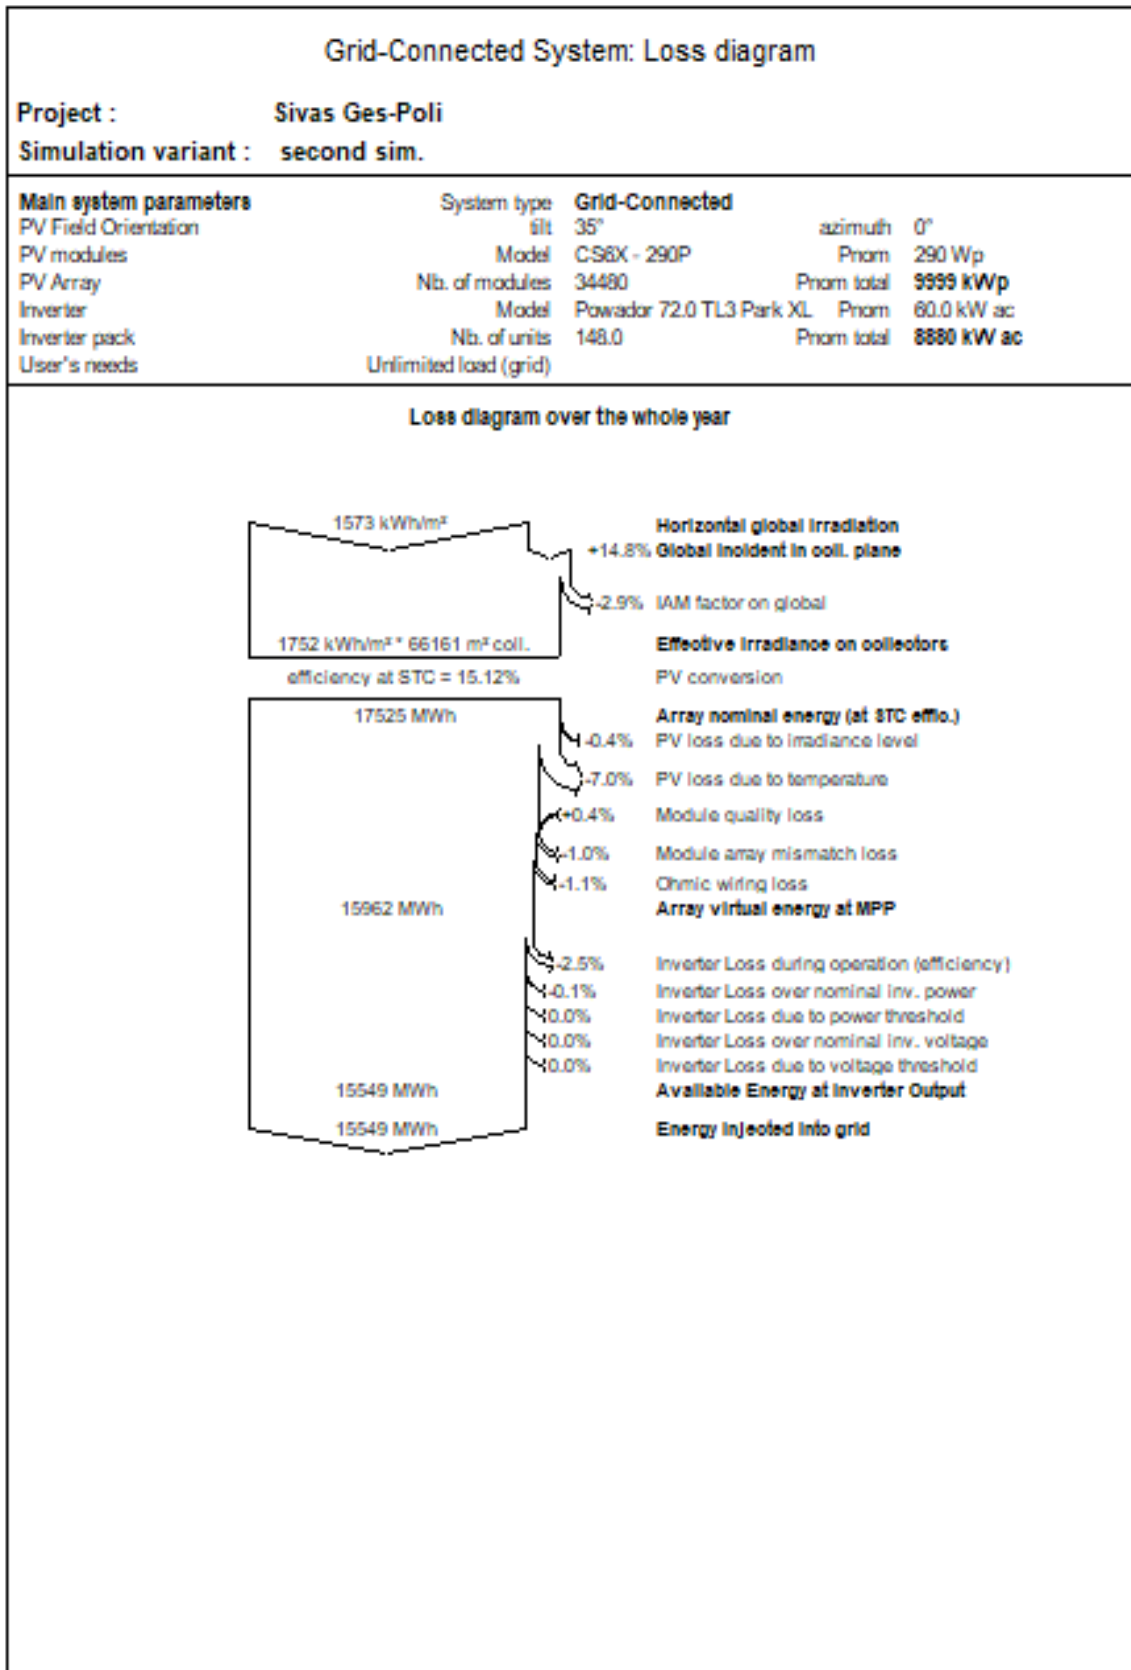 Grid-Connected System: Loss diagram
Project : Sivas Ges-Poli
Simulation variant : second sim.
Main system parameters System type Grid-Connected
PV Field Orientation tilt 35° azimuth 0°
PV modules Model CS6X - 290P Pnom 290 Wp
PV Array Nb. of modules 34480 Pnom total 9999 kWp
Inverter Model Powador 72.0 TL3 Park XL Pnom 60.0 kW ac
Inverter pack Nb. of units 148.0 Pnom total 8880 kW ac
User's needs Unlimited load (grid)
Loss diagram over the whole year
1573 kWh/m² Horizontal global irradiation
+14.8% Global incident in coll. plane
-2.9% IAM factor on global
1752 kWh/m² * 66161 m² coll. Effective irradiance on collectors
efficiency at STC = 15.12% PV conversion
17525 MWh Array nominal energy (at STC effic.)
-0.4% PV loss due to irradiance level
-7.0% PV loss due to temperature
+0.4% Module quality loss
-1.0% Module array mismatch loss
-1.1% Ohmic wiring loss
15962 MWh Array virtual energy at MPP
-2.5% Inverter Loss during operation (efficiency)
-0.1% Inverter Loss over nominal inv. power
0.0% Inverter Loss due to power threshold
0.0% Inverter Loss over nominal inv. voltage
0.0% Inverter Loss due to voltage threshold
15549 MWh Available Energy at Inverter Output
15549 MWh Energy injected into grid